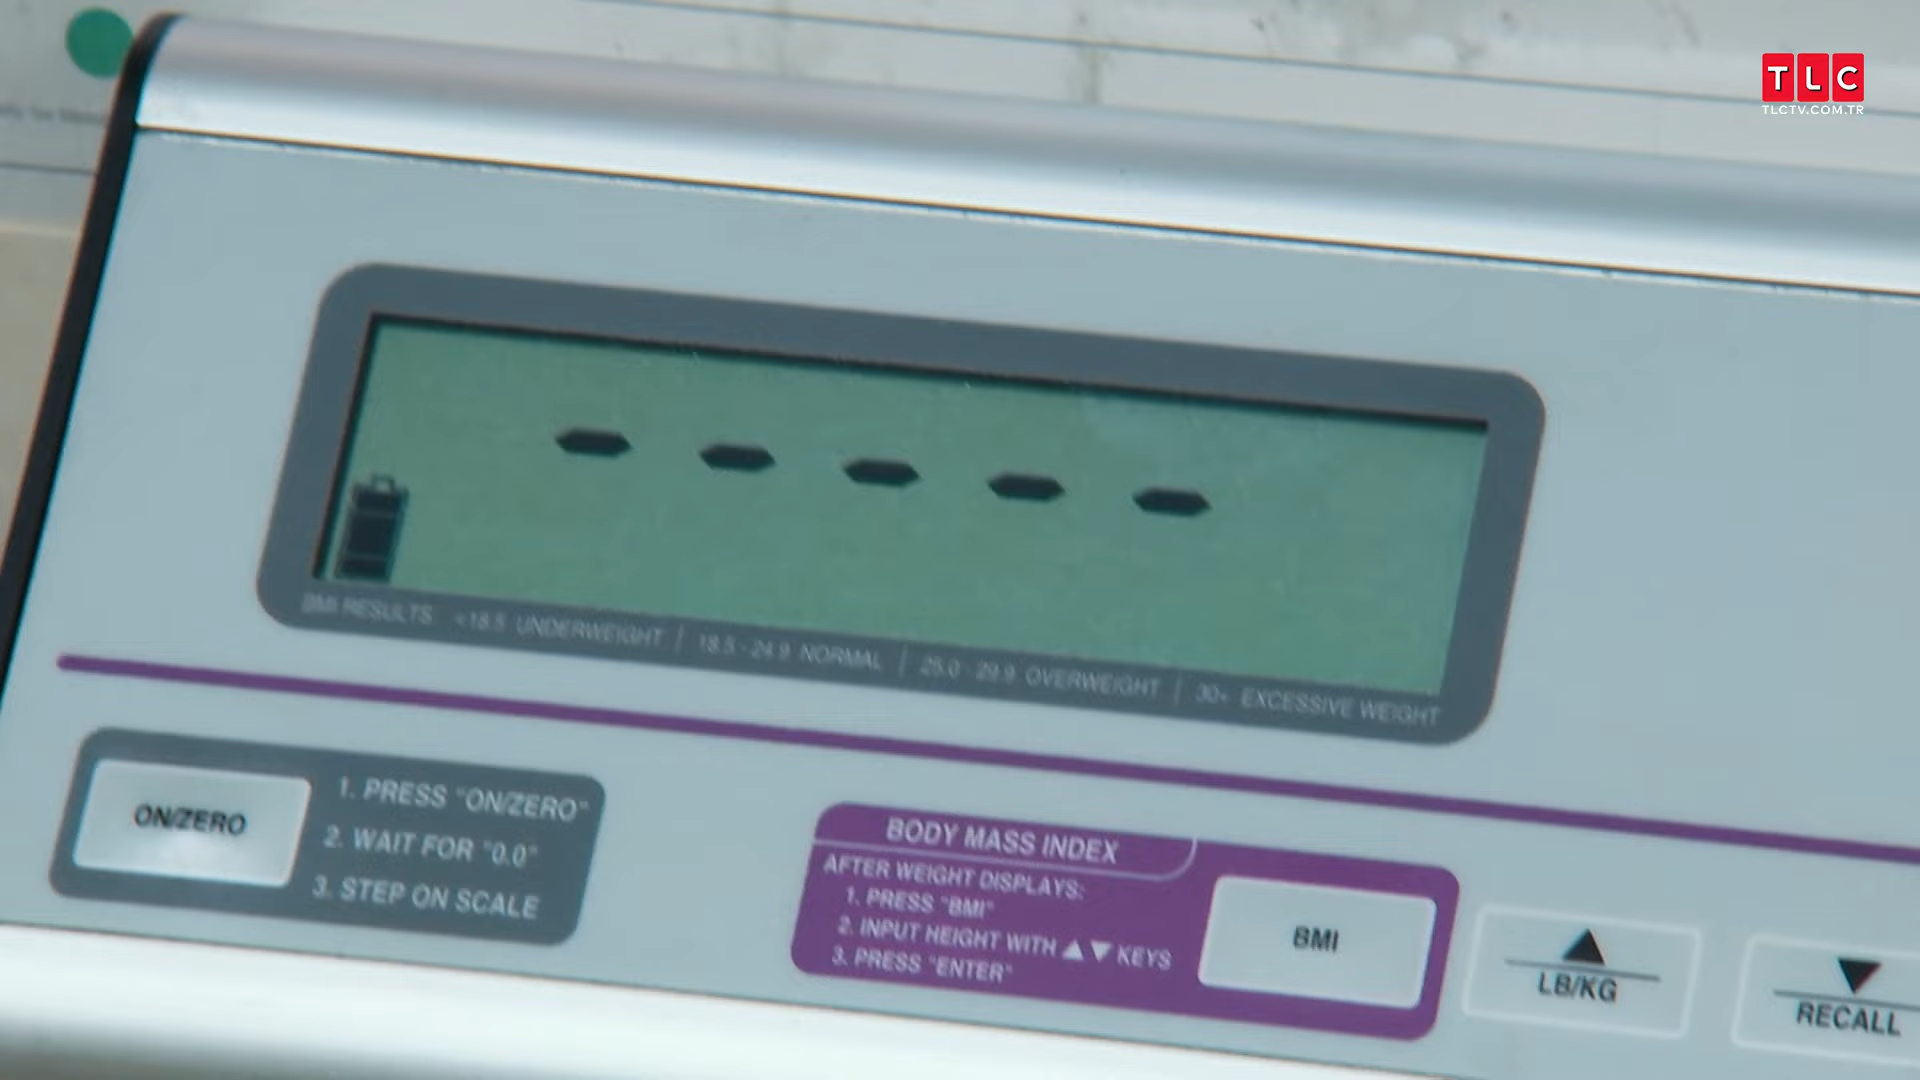 TLC
TLCTV.COM.TR
-----
BMI RESULTS <18.5 UNDERWEIGHT | 18.5 - 24.9 NORMAL | 25.0 - 29.9 OVERWEIGHT | 30+ EXCESSIVE WEIGHT
ON/ZERO
1. PRESS "ON/ZERO"
2. WAIT FOR "0.0"
3. STEP ON SCALE
BODY MASS INDEX
AFTER WEIGHT DISPLAYS:
1. PRESS "BMI"
2. INPUT HEIGHT WITH ▲▼ KEYS
3. PRESS "ENTER"
BMI
▲
LB/KG
▼
RECALL